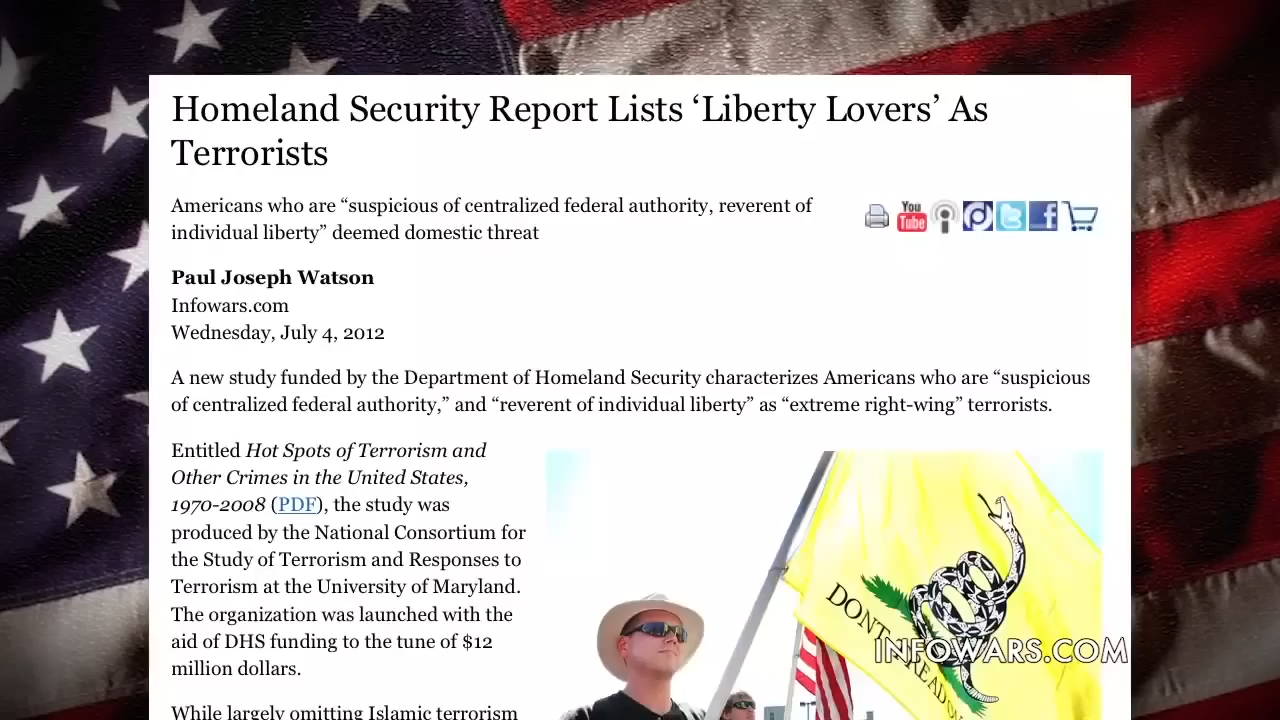 Homeland Security Report Lists ‘Liberty Lovers’ As
Terrorists
Americans who are “suspicious of centralized federal authority, reverent of
individual liberty” deemed domestic threat
You
Tube
Paul Joseph Watson
Infowars.com
Wednesday, July 4, 2012
A new study funded by the Department of Homeland Security characterizes Americans who are “suspicious
of centralized federal authority,” and “reverent of individual liberty” as “extreme right-wing” terrorists.
Entitled Hot Spots of Terrorism and
Other Crimes in the United States,
1970-2008 (PDF), the study was
produced by the National Consortium for
the Study of Terrorism and Responses to
Terrorism at the University of Maryland.
The organization was launched with the
aid of DHS funding to the tune of $12
million dollars.
While largely omitting Islamic terrorism
DONT
INFOWARS.COM